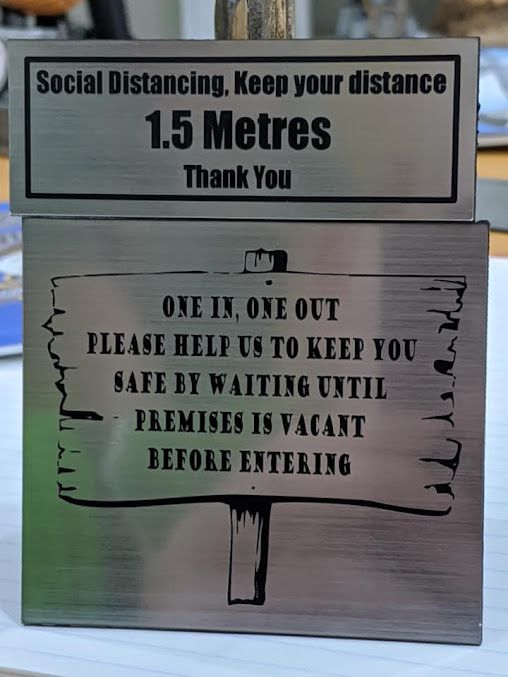 Social Distancing, Keep your distance
1.5 Metres
Thank You
ONE IN, ONE OUT
PLEASE HELP US TO KEEP YOU
SAFE BY WAITING UNTIL
PREMISES IS VACANT
BEFORE ENTERING